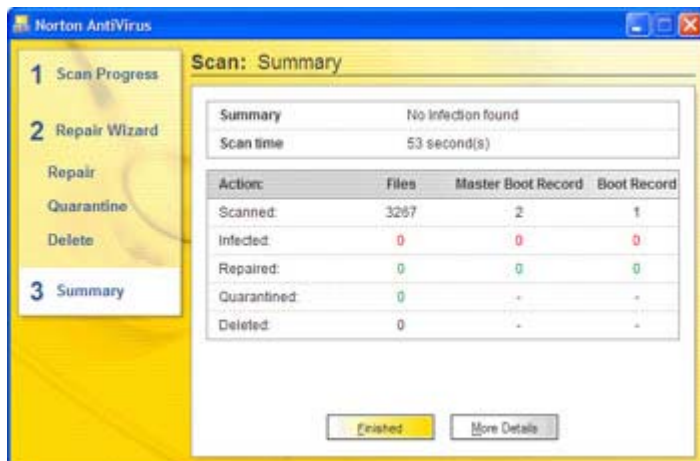 Norton AntiVirus
1 Scan Progress
2 Repair Wizard
Repair
Quarantine
Delete
3 Summary
Scan: Summary
Summary No infection found
Scan time 53 second(s)
Action: Files Master Boot Record Boot Record
Scanned: 3267 2 1
Infected: 0 0 0
Repaired: 0 0 0
Quarantined: 0 - -
Deleted: 0 - -
Finished More Details